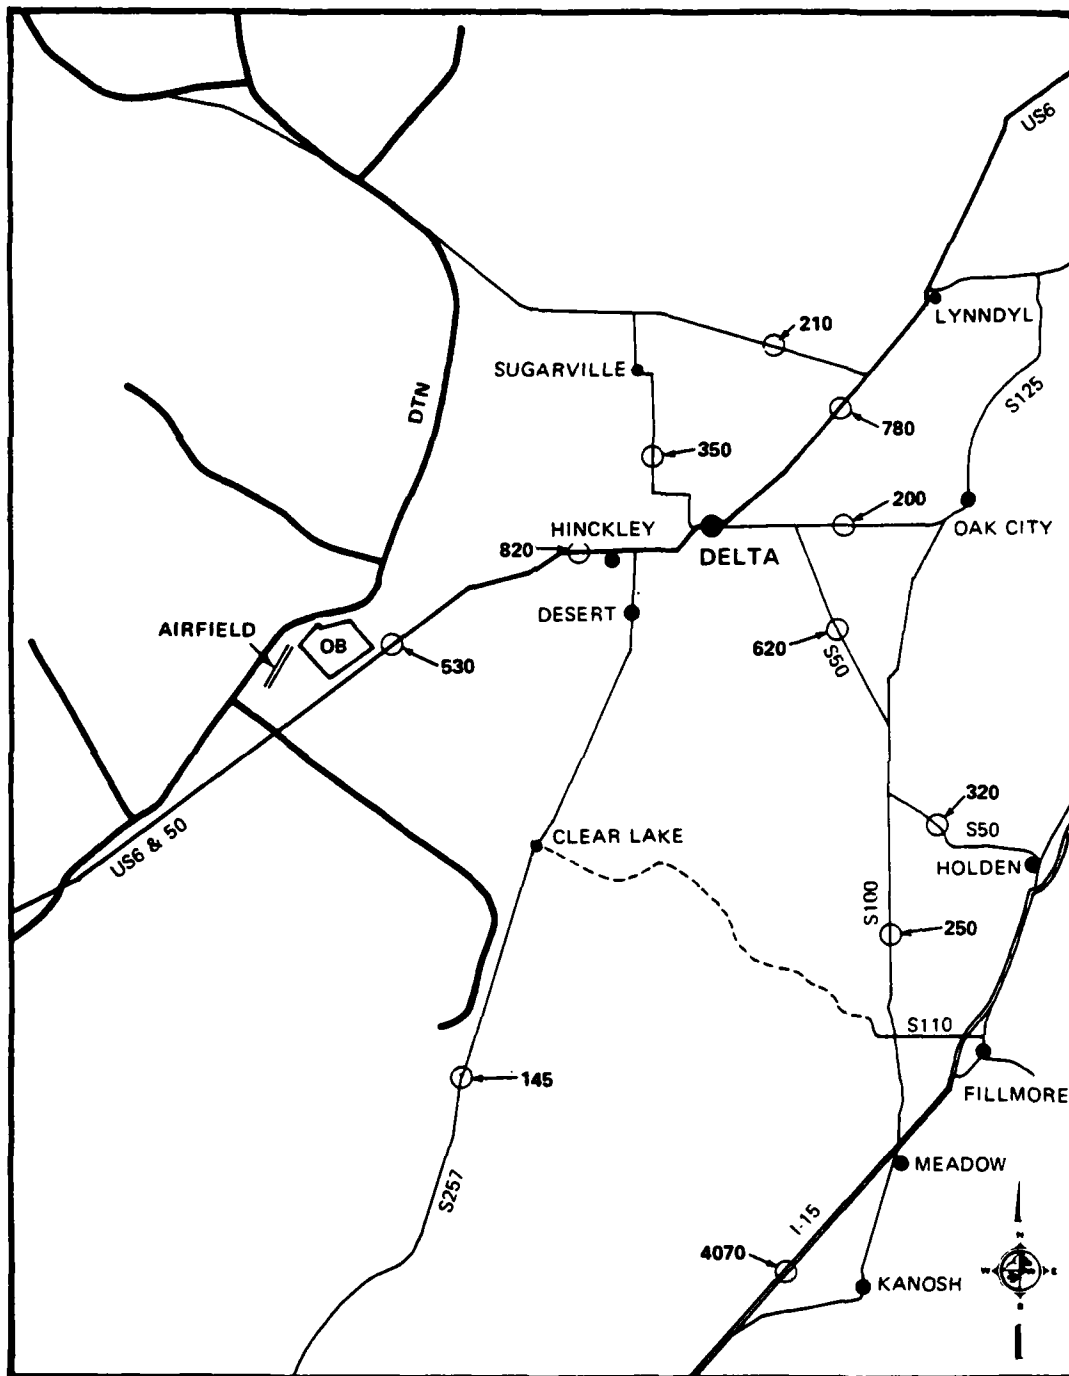 US6
LYNNDYL
210
SUGARVILLE
DTN
S125
780
350
200
HINCKLEY
OAK CITY
820
DELTA
DESERT
AIRFIELD
OB
620
S50
530
320
US6 & 50
CLEAR LAKE
S50
HOLDEN
S100
250
S110
145
FILLMORE
MEADOW
S257
I-15
N
4070
W
E
KANOSH
S